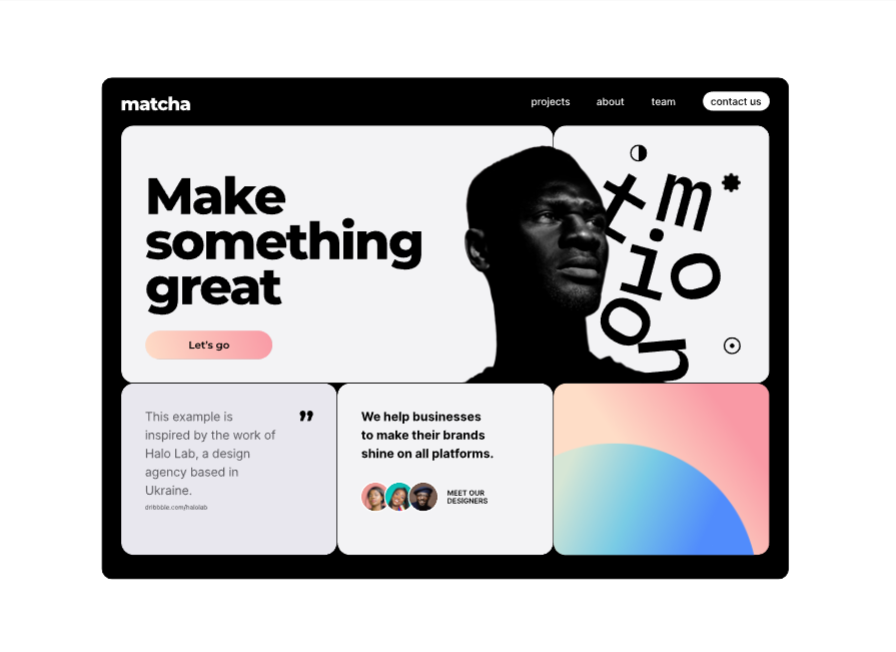 matcha
projects about team contact us
Make
something
great
Let's go
t m
i o
o
n
This example is
inspired by the work of
Halo Lab, a design
agency based in
Ukraine.
dribbble.com/halolab
”
We help businesses
to make their brands
shine on all platforms.
MEET OUR
DESIGNERS